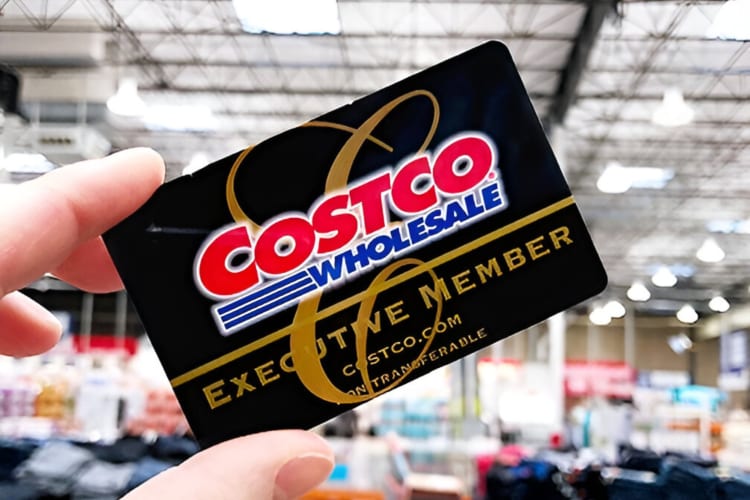 COSTCO
WHOLESALE
EXECUTIVE MEMBER
COSTCO.COM
NON TRANSFERABLE